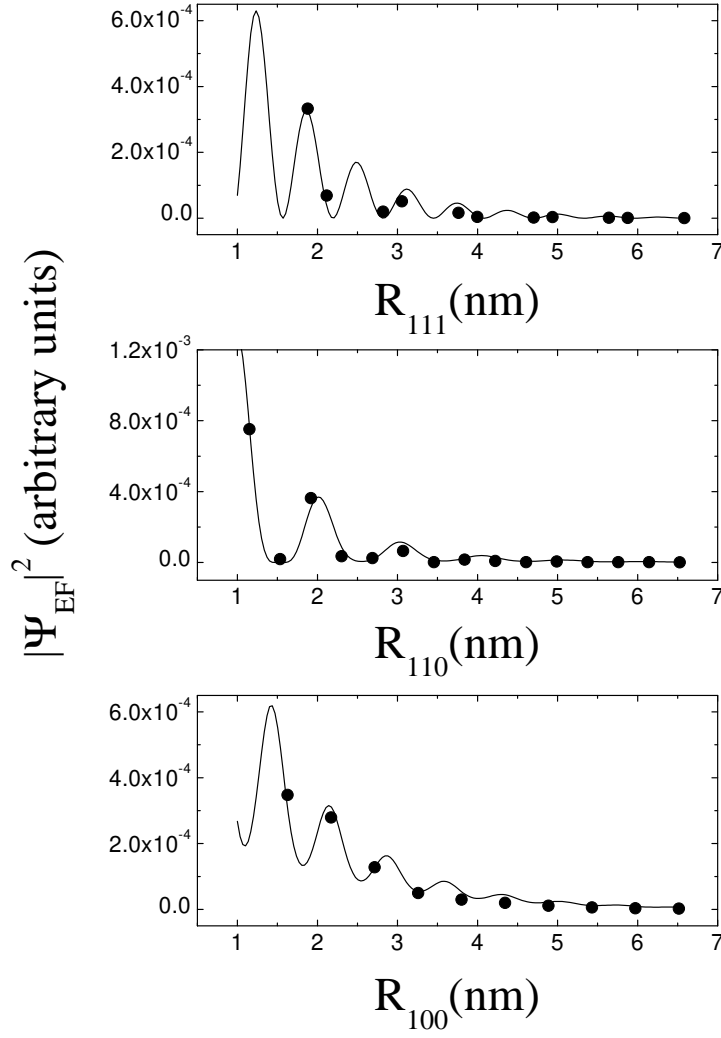 6.0x10⁻⁴
4.0x10⁻⁴
2.0x10⁻⁴
0.0
1 2 3 4 5 6 7
R₁₁₁(nm)
|Ψ_EF|² (arbitrary units)
1.2x10⁻³
8.0x10⁻⁴
4.0x10⁻⁴
0.0
1 2 3 4 5 6 7
R₁₁₀(nm)
6.0x10⁻⁴
4.0x10⁻⁴
2.0x10⁻⁴
0.0
1 2 3 4 5 6 7
R₁₀₀(nm)